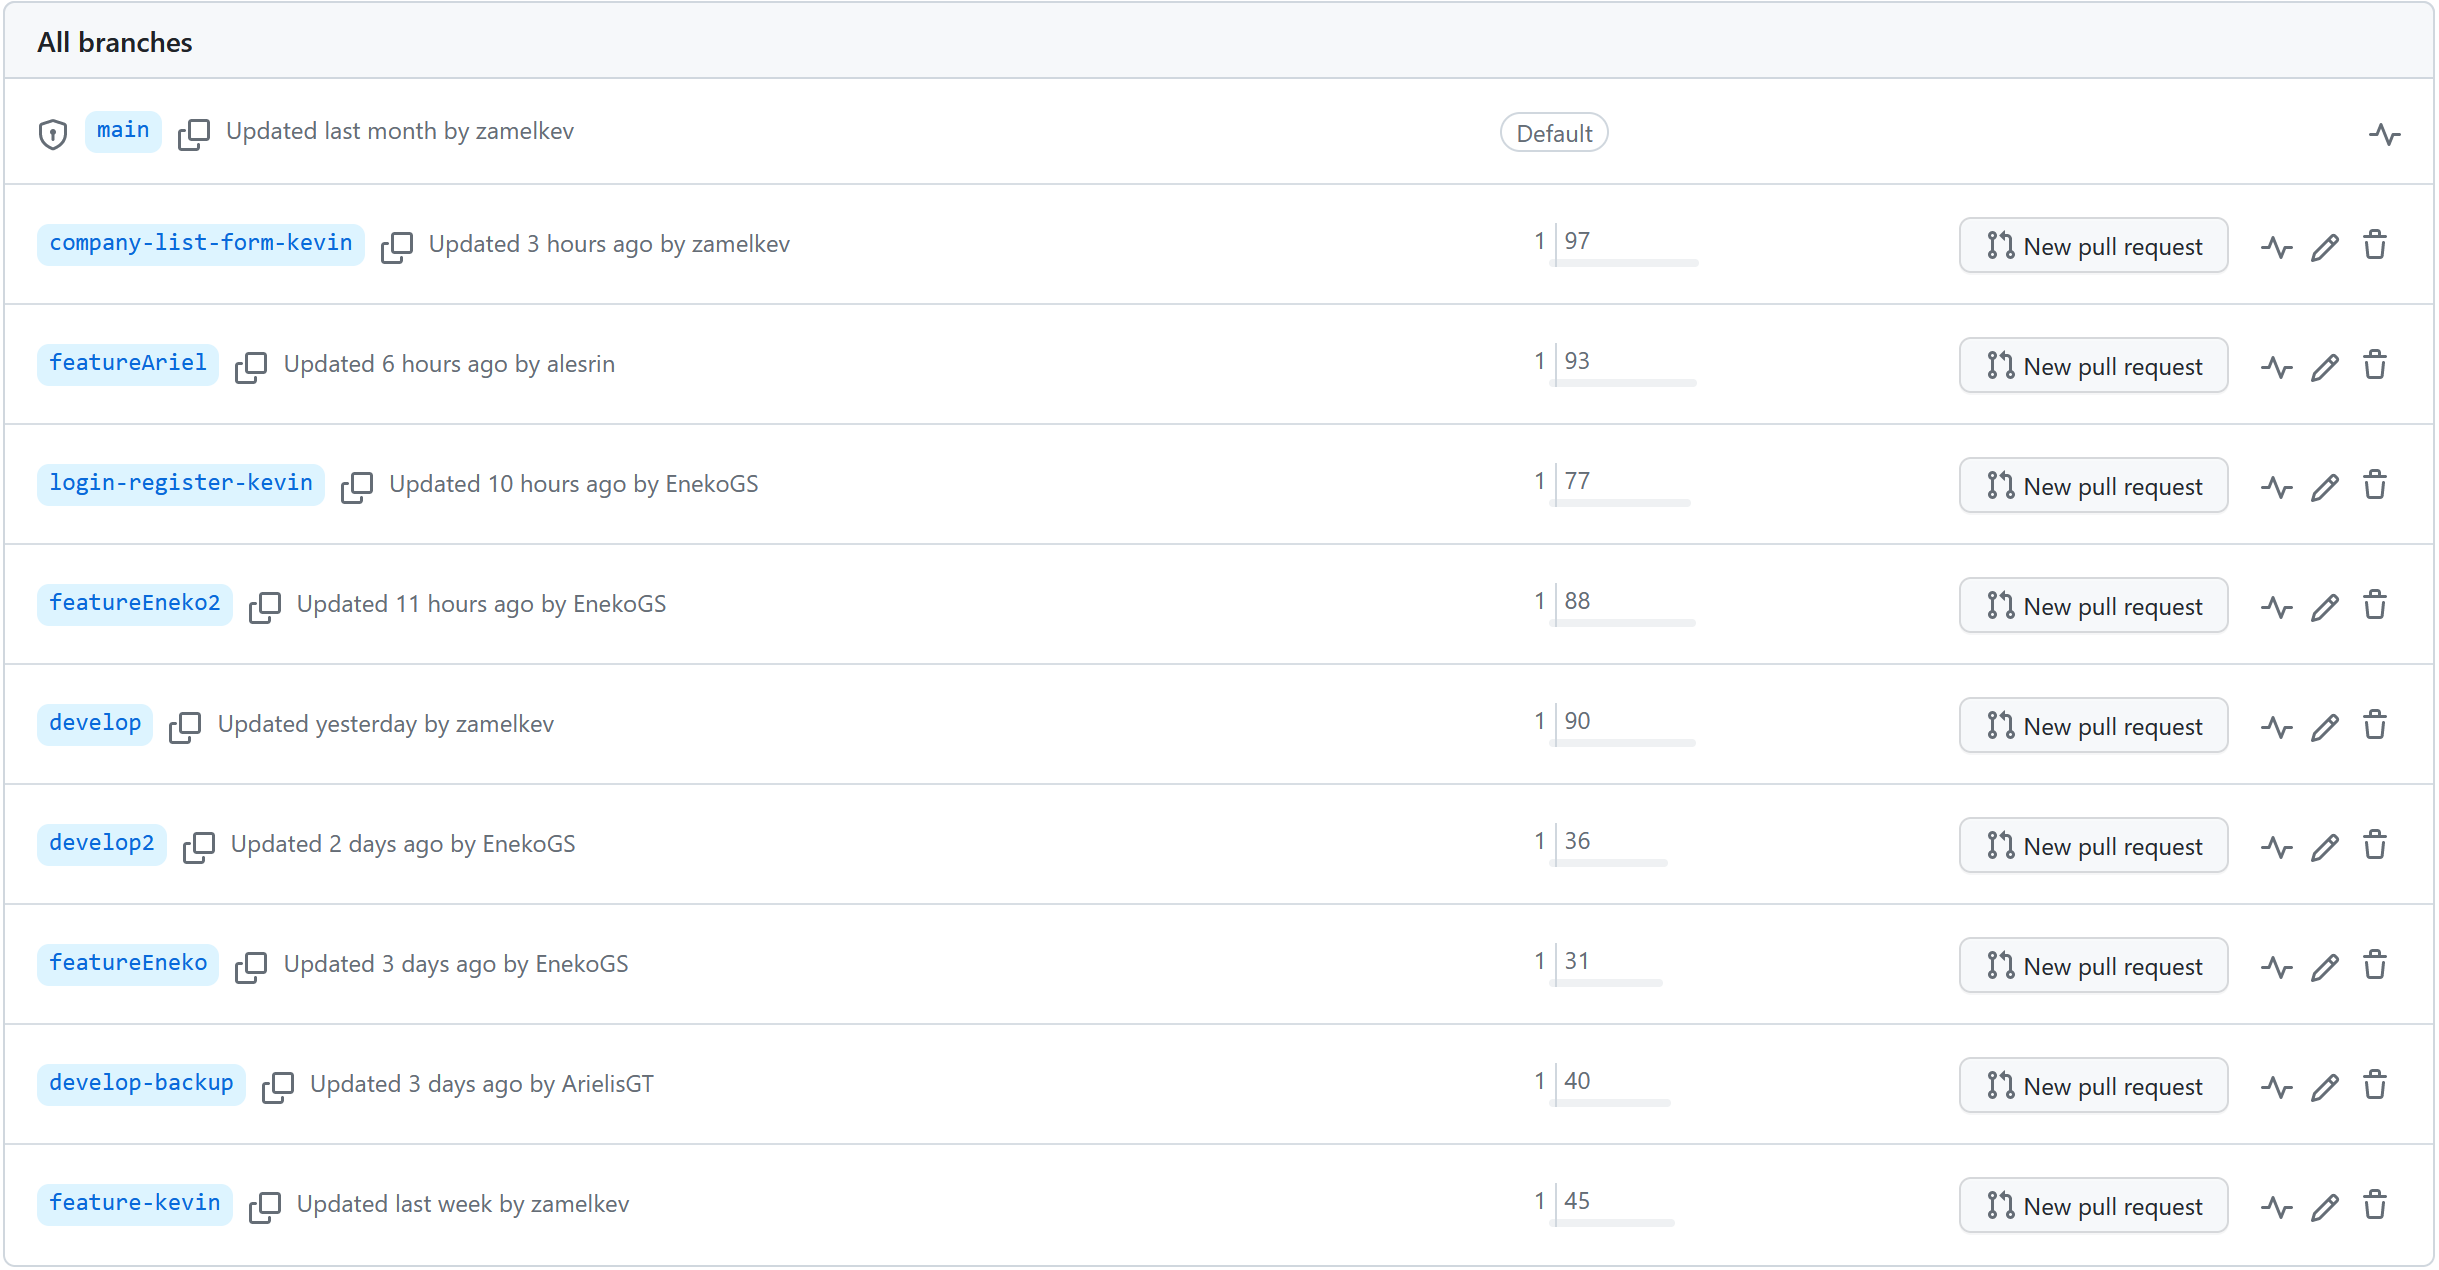 All branches
main Updated last month by zamelkev Default
company-list-form-kevin Updated 3 hours ago by zamelkev 1 97 New pull request
featureAriel Updated 6 hours ago by alesrin 1 93 New pull request
login-register-kevin Updated 10 hours ago by EnekoGS 1 77 New pull request
featureEneko2 Updated 11 hours ago by EnekoGS 1 88 New pull request
develop Updated yesterday by zamelkev 1 90 New pull request
develop2 Updated 2 days ago by EnekoGS 1 36 New pull request
featureEneko Updated 3 days ago by EnekoGS 1 31 New pull request
develop-backup Updated 3 days ago by ArielisGT 1 40 New pull request
feature-kevin Updated last week by zamelkev 1 45 New pull request